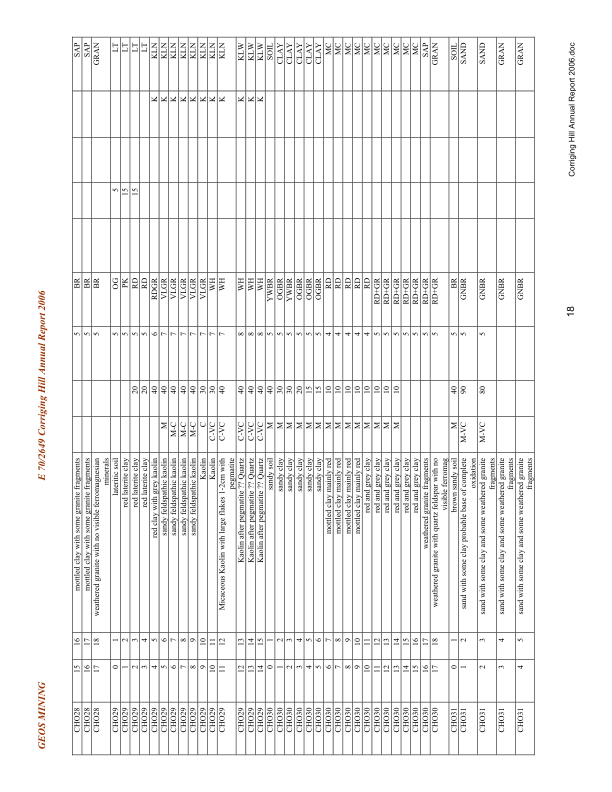 GEOS MINING E 70/2649 Corriging Hill Annual Report 2006
CHO28 15 16 mottled clay with some granite fragments 5 BR SAP
CHO28 16 17 mottled clay with some granite fragments 5 BR SAP
CHO28 17 18 weathered granite with no visible ferromagnesian 5 BR GRAN
minerals
CHO29 0 1 lateritic soil 5 OG 5 LT
CHO29 1 2 red laterite clay 5 PK 15 LT
CHO29 2 3 red laterite clay 20 5 RD 15 LT
CHO29 3 4 red laterite clay 20 5 RD LT
CHO29 4 5 red clay with grey kaolin 40 6 RDGR K KLN
CHO29 5 6 sandy feldspathic kaolin M 40 7 VLGR K KLN
CHO29 6 7 sandy feldspathic kaolin M-C 40 7 VLGR K KLN
CHO29 7 8 sandy feldspathic kaolin M-C 40 7 VLGR K KLN
CHO29 8 9 sandy feldspathic kaolin M-C 40 7 VLGR K KLN
CHO29 9 10 Kaolin C 30 7 VLGR K KLN
CHO29 10 11 Kaolin C-VC 30 7 WH K KLN
CHO29 11 12 Micaceous Kaolin with large flakes 1-2cm with C-VC 40 7 WH K KLN
pegmatite
CHO29 12 13 Kaolin after pegmatite ?? Quartz C-VC 40 8 WH K KLW
CHO29 13 14 Kaolin after pegmatite ?? Quartz C-VC 40 8 WH K KLW
CHO29 14 15 Kaolin after pegmatite ?? Quartz C-VC 40 8 WH K KLW
CHO30 0 1 sandy soil M 40 5 YWBR SOIL
CHO30 1 2 sandy clay M 30 5 OGBR CLAY
CHO30 2 3 sandy clay M 30 5 YWBR CLAY
CHO30 3 4 sandy clay M 20 5 OGBR CLAY
CHO30 4 5 sandy clay M 15 5 OGBR CLAY
CHO30 5 6 sandy clay M 15 5 OGBR CLAY
CHO30 6 7 mottled clay mainly red M 10 4 RD MC
CHO30 7 8 mottled clay mainly red M 10 4 RD MC
CHO30 8 9 mottled clay mainly red M 10 4 RD MC
CHO30 9 10 mottled clay mainly red M 10 4 RD MC
CHO30 10 11 red and grey clay M 10 4 RD MC
CHO30 11 12 red and grey clay M 10 5 RD+GR MC
CHO30 12 13 red and grey clay M 10 5 RD+GR MC
CHO30 13 14 red and grey clay M 10 5 RD+GR MC
CHO30 14 15 red and grey clay 5 RD+GR MC
CHO30 15 16 red and grey clay 5 RD+GR MC
CHO30 16 17 weathered granite fragments 5 RD+GR SAP
CHO30 17 18 weathered granite with quartz feldspar with no 5 RD+GR GRAN
visible ferromag
CHO31 0 1 brown sandy soil M 40 5 BR SOIL
CHO31 1 2 sand with some clay probable base of complete M-VC 90 5 GNBR SAND
oxidation
CHO31 2 3 sand with some clay and some weathered granite M-VC 80 5 GNBR SAND
fragments
CHO31 3 4 sand with some clay and some weathered granite GNBR GRAN
fragments
CHO31 4 5 sand with some clay and some weathered granite GNBR GRAN
fragments
18
Corriging Hill Annual Report 2006.doc